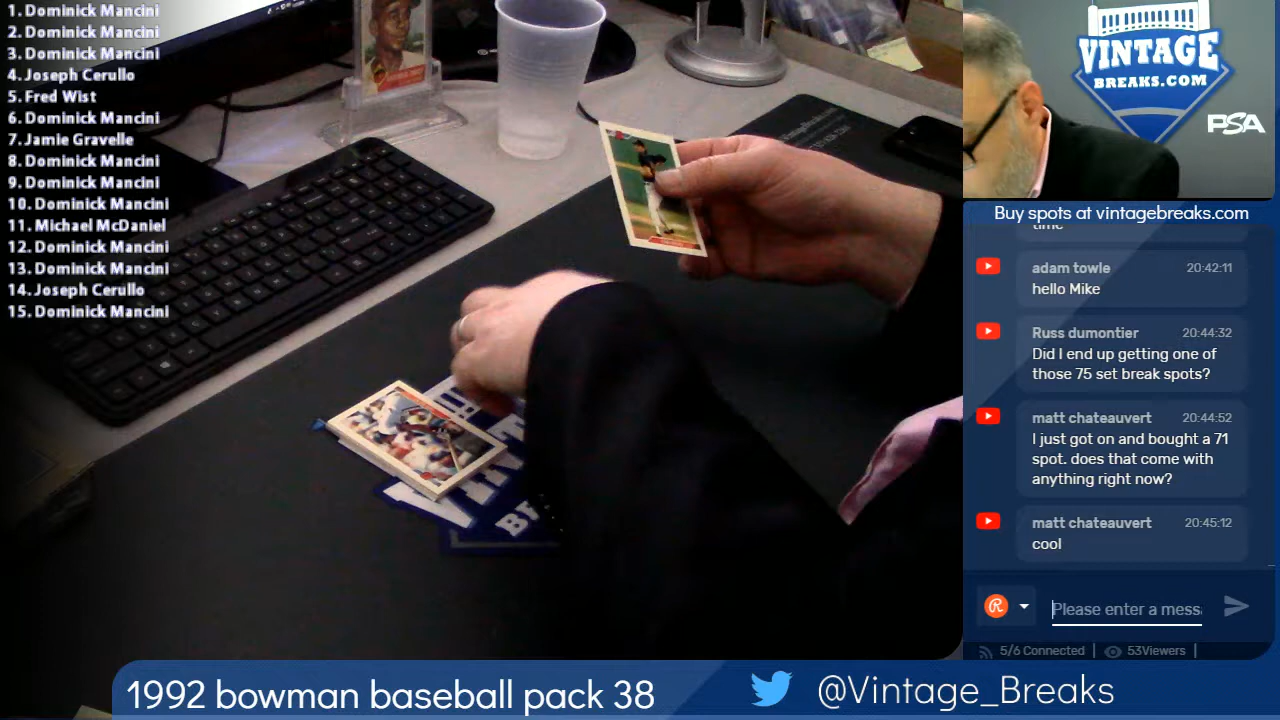 1. Dominick Mancini
2. Dominick Mancini
3. Dominick Mancini
4. Joseph Cerullo
5. Fred Wist
6. Dominick Mancini
7. Jamie Gravelle
8. Dominick Mancini
9. Dominick Mancini
10. Dominick Mancini
11. Michael McDaniel
12. Dominick Mancini
13. Dominick Mancini
14. Joseph Cerullo
15. Dominick Mancini
VINTAGE
BREAKS.COM
PSA
Buy spots at vintagebreaks.com
time
adam towle 20:42:11
hello Mike
Russ dumontier 20:44:32
Did I end up getting one of
those 75 set break spots?
matt chateauvert 20:44:52
I just got on and bought a 71
spot. does that come with
anything right now?
matt chateauvert 20:45:12
cool
Please enter a mess
5/6 Connected | 53Viewers |
1992 bowman baseball pack 38
@Vintage_Breaks